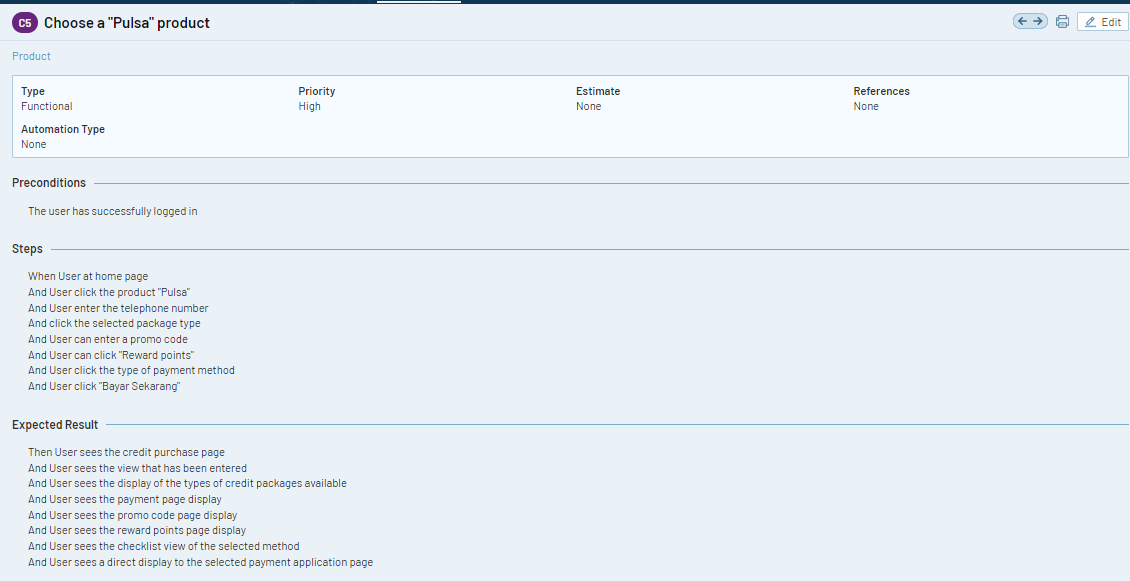 C5 Choose a "Pulsa" product
Edit
Product
Type Priority Estimate References
Functional High None None
Automation Type
None
Preconditions
The user has successfully logged in
Steps
When User at home page
And User click the product "Pulsa"
And User enter the telephone number
And click the selected package type
And User can enter a promo code
And User can click "Reward points"
And User click the type of payment method
And User click "Bayar Sekarang"
Expected Result
Then User sees the credit purchase page
And User sees the view that has been entered
And User sees the display of the types of credit packages available
And User sees the payment page display
And User sees the promo code page display
And User sees the reward points page display
And User sees the checklist view of the selected method
And User sees a direct display to the selected payment application page